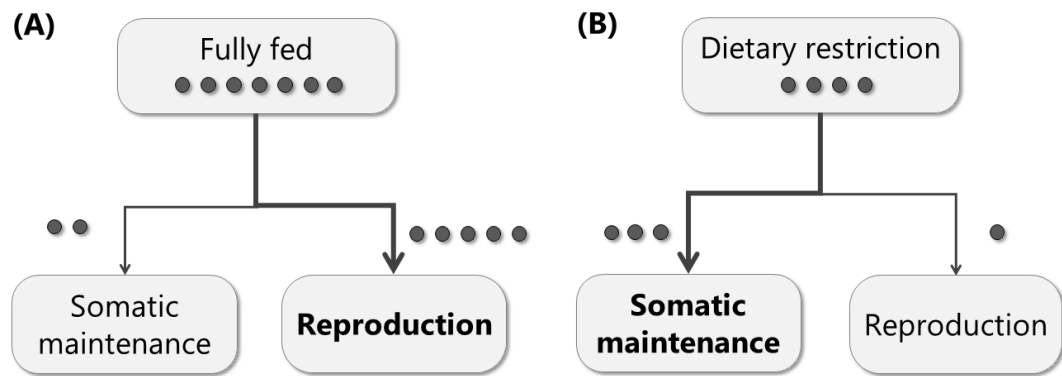 (A)
Fully fed
Somatic
maintenance
Reproduction
(B)
Dietary restriction
Somatic
maintenance
Reproduction